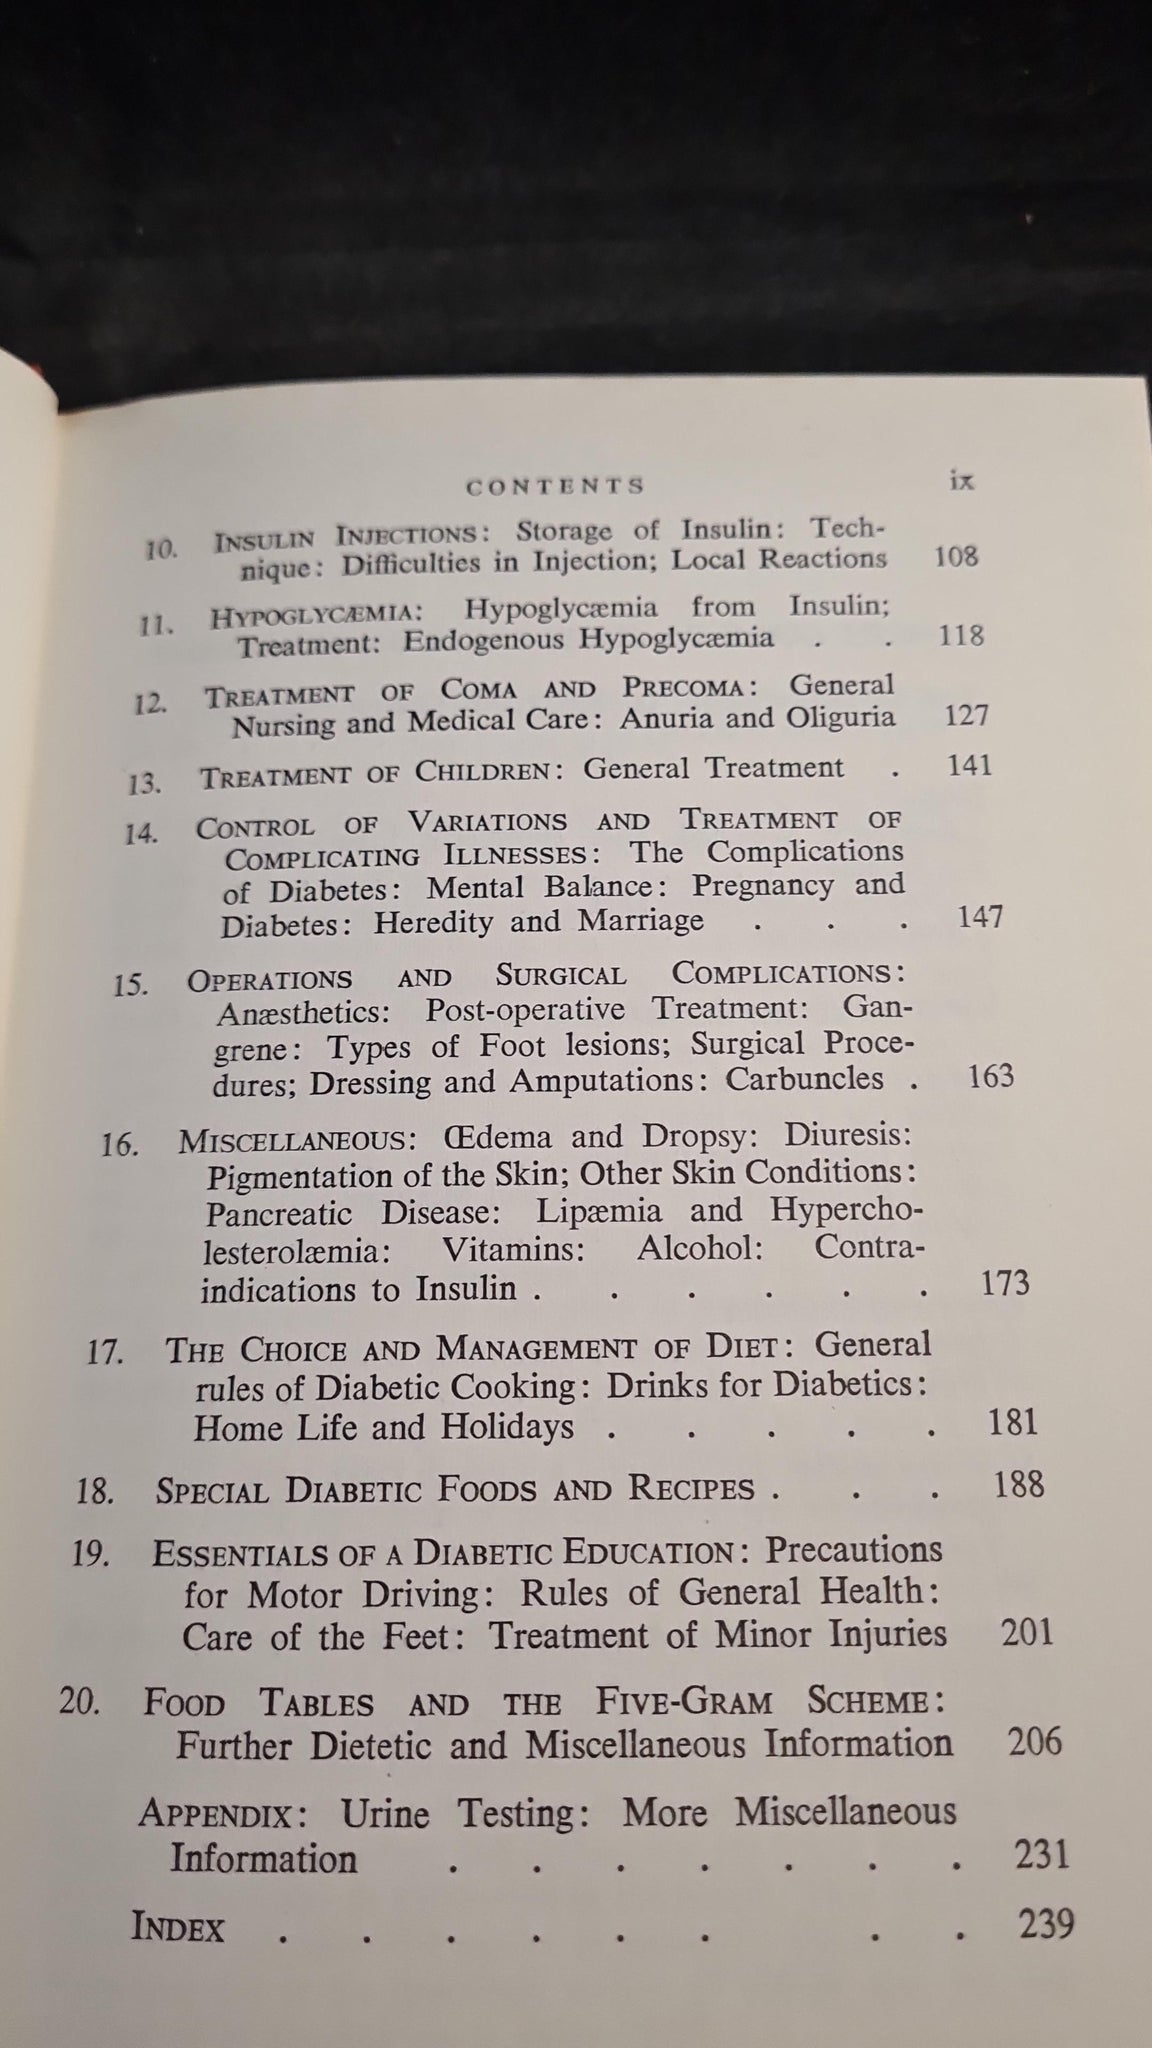 CONTENTS ix
10. INSULIN INJECTIONS: Storage of Insulin: Tech-
nique: Difficulties in Injection; Local Reactions 108
11. HYPOGLYCÆMIA: Hypoglycæmia from Insulin;
Treatment: Endogenous Hypoglycæmia . . 118
12. TREATMENT OF COMA AND PRECOMA: General
Nursing and Medical Care: Anuria and Oliguria 127
13. TREATMENT OF CHILDREN: General Treatment . 141
14. CONTROL OF VARIATIONS AND TREATMENT OF
COMPLICATING ILLNESSES: The Complications
of Diabetes: Mental Balance: Pregnancy and
Diabetes: Heredity and Marriage . . . 147
15. OPERATIONS AND SURGICAL COMPLICATIONS:
Anæsthetics: Post-operative Treatment: Gan-
grene: Types of Foot lesions; Surgical Proce-
dures; Dressing and Amputations: Carbuncles . 163
16. MISCELLANEOUS: Œdema and Dropsy: Diuresis:
Pigmentation of the Skin; Other Skin Conditions:
Pancreatic Disease: Lipæmia and Hypercho-
lesterolæmia: Vitamins: Alcohol: Contra-
indications to Insulin . . . . . . 173
17. THE CHOICE AND MANAGEMENT OF DIET: General
rules of Diabetic Cooking: Drinks for Diabetics:
Home Life and Holidays . . . . . 181
18. SPECIAL DIABETIC FOODS AND RECIPES . . . 188
19. ESSENTIALS OF A DIABETIC EDUCATION: Precautions
for Motor Driving: Rules of General Health:
Care of the Feet: Treatment of Minor Injuries 201
20. FOOD TABLES AND THE FIVE-GRAM SCHEME:
Further Dietetic and Miscellaneous Information 206
APPENDIX: Urine Testing: More Miscellaneous
Information . . . . . . . 231
INDEX . . . . . . . . 239